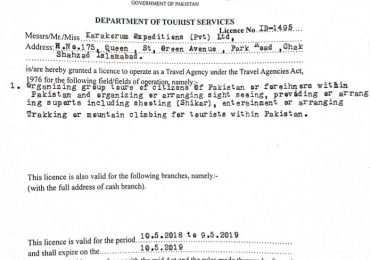 GOVERNMENT OF PAKISTAN
DEPARTMENT OF TOURIST SERVICES
Licence No ID-1495
Messrs/Mr./Miss Karakorum Expeditions (Pvt) Ltd,
Address: H.No.175, Queen St, Green Avenue, Park Road, Chak
Shahzad Islamabad.
is/are hereby granted a licence to operate as a Travel Agency under the Travel Agencies Act,
1976 for the following field/fields of operation, namely:-
1. Organizing group tours of citizens of Pakistan or foreihners within
Pakistan and organizing or arranging sight seeing, providing or arrang
ing suports including sheeting (Shikar), enterainment or arranging
Trakking or mountain climbing for tourists within Pakistan.
This licence is also valid for the following branches, namely:-
(with the full address of cash branch).
This licence is valid for the period 10.5.2018 to 9.5.2019
and shall expire on the 10.5.2019